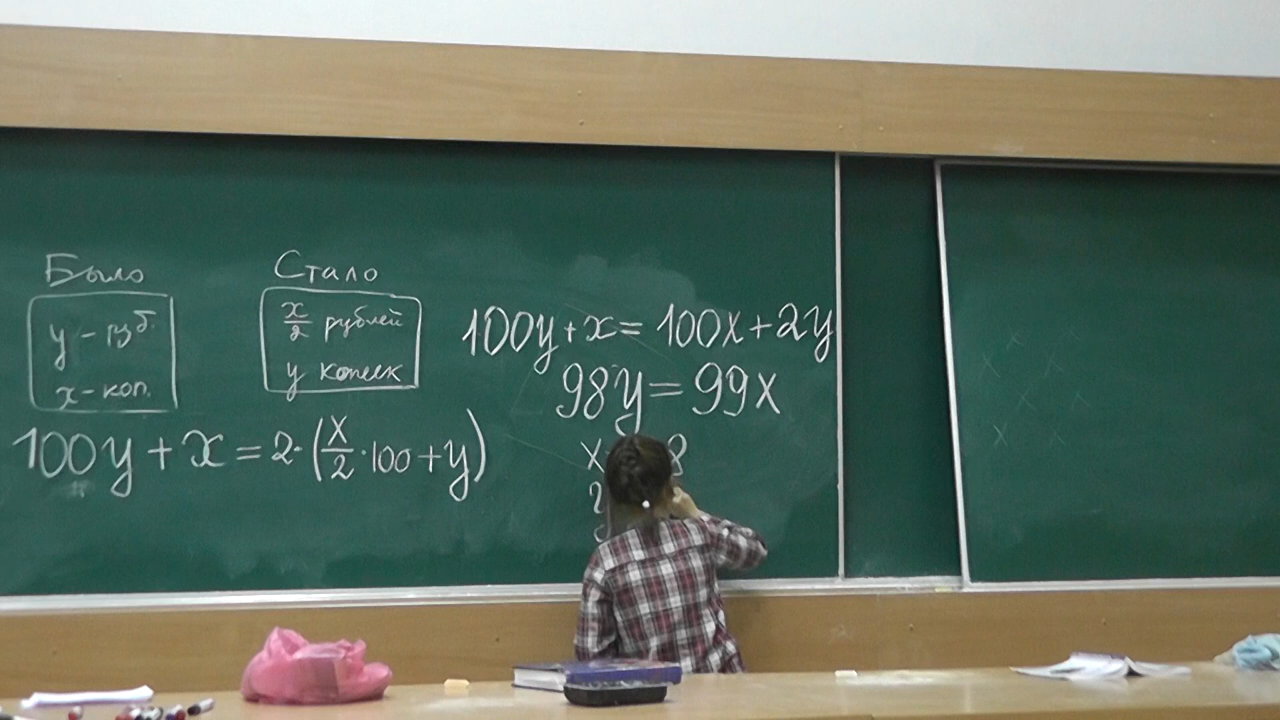 Было
y - руб.
x - коп.
Стало
x/2 рублей
y копеек
100y + x = 2·(x/2·100 + y)
100y + x = 100x + 2y
98y = 99x
x